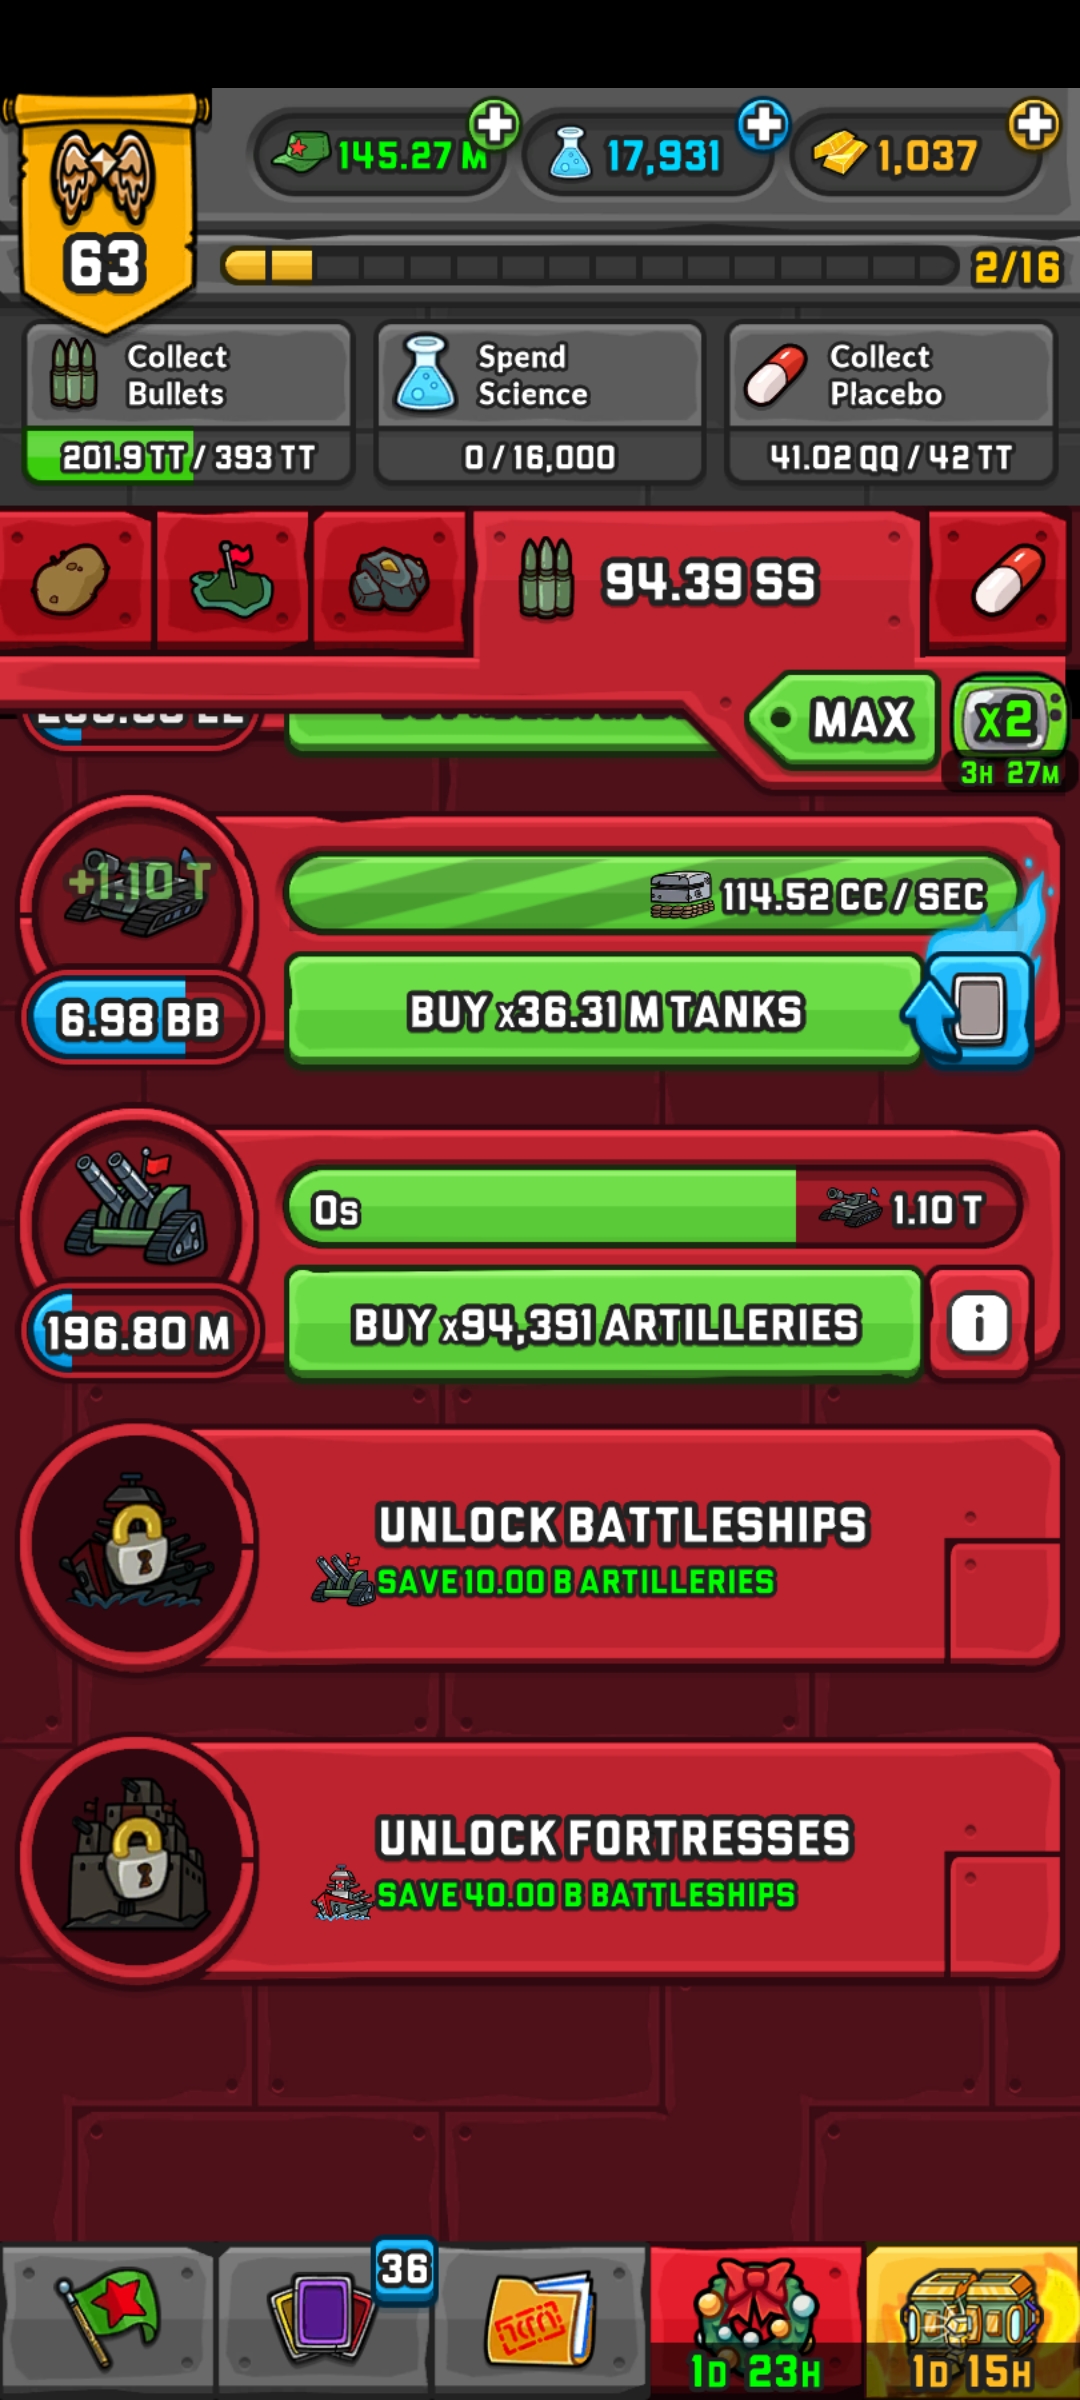 145.27 M
17,931
1,037
63
2/16
Collect
Bullets
201.9 TT / 393 TT
Spend
Science
0 / 16,000
Collect
Placebo
41.02 QQ / 42 TT
94.39 SS
MAX
x2
3H 27M
+1.10 T
114.52 CC / SEC
6.98 BB
BUY x36.31 M TANKS
0s
1.10 T
196.80 M
BUY x94,391 ARTILLERIES
i
UNLOCK BATTLESHIPS
SAVE 10.00 B ARTILLERIES
UNLOCK FORTRESSES
SAVE 40.00 B BATTLESHIPS
36
1D 23H
1D 15H